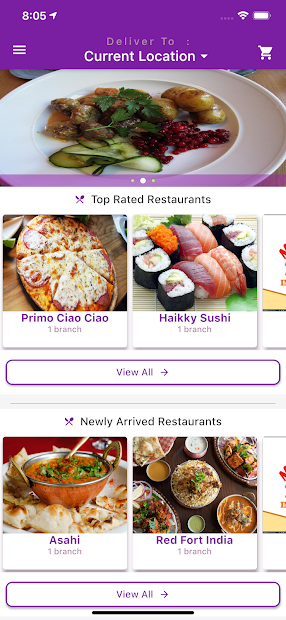 8:05
Deliver To :
Current Location
Top Rated Restaurants
Primo Ciao Ciao
1 branch
Haikky Sushi
1 branch
View All →
Newly Arrived Restaurants
Asahi
1 branch
Red Fort India
1 branch
View All →